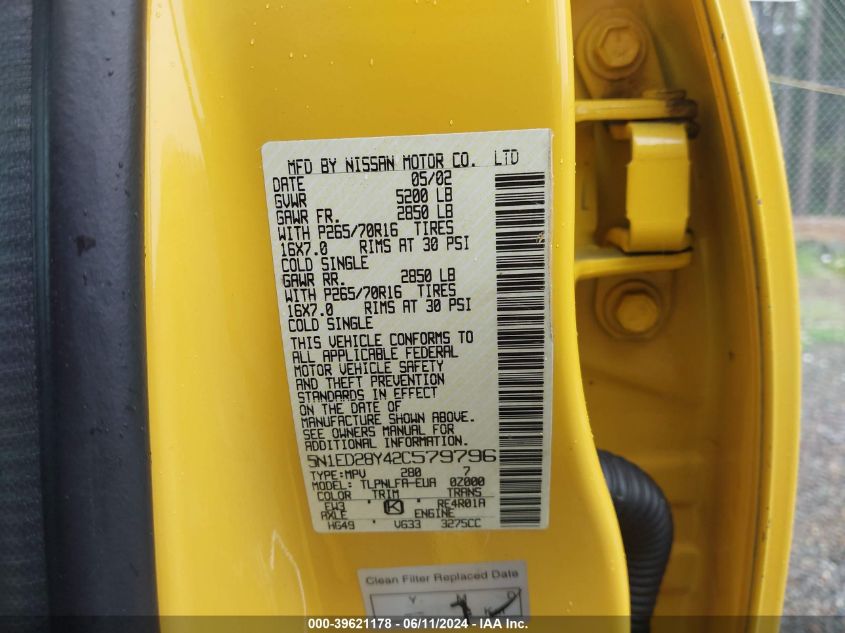 MFD BY NISSAN MOTOR CO. LTD
DATE 05/02
GVWR 5200 LB
GAWR FR. 2850 LB
WITH P265/70R16 TIRES
16X7.0 RIMS AT 30 PSI
COLD SINGLE
GAWR RR. 2850 LB
WITH P265/70R16 TIRES
16X7.0 RIMS AT 30 PSI
COLD SINGLE
THIS VEHICLE CONFORMS TO
ALL APPLICABLE FEDERAL
MOTOR VEHICLE SAFETY
AND THEFT PREVENTION
STANDARDS IN EFFECT
ON THE DATE OF
MANUFACTURE SHOWN ABOVE.
SEE OWNERS MANUAL FOR
ADDITIONAL INFORMATION.
5N1ED28Y42C579796
TYPE:MPV 280 7
MODEL: TLPNLFA-EUA 0Z000
COLOR TRIM TRANS
EW3 K RE4R01A
AXLE ENGINE
HG49 VG33 3275CC
Clean Filter Replaced Date
Y M D
000-39621178 - 06/11/2024 - IAA Inc.